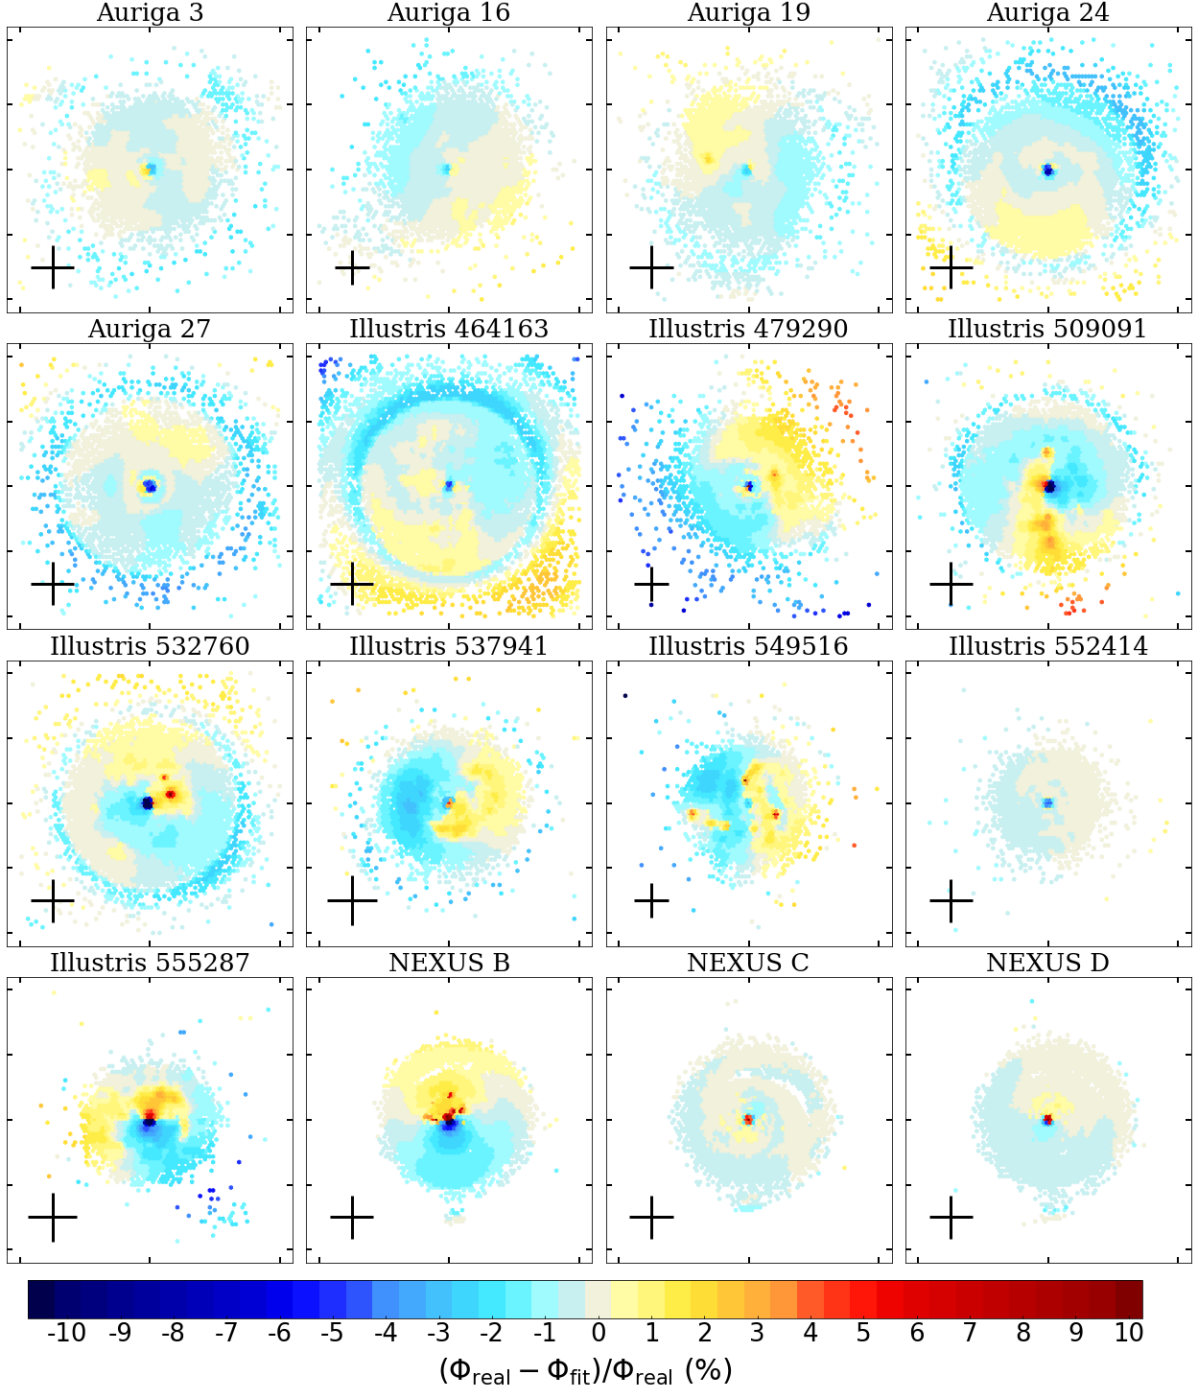 Auriga 3 Auriga 16 Auriga 19 Auriga 24
Auriga 27 Illustris 464163 Illustris 479290 Illustris 509091
Illustris 532760 Illustris 537941 Illustris 549516 Illustris 552414
Illustris 555287 NEXUS B NEXUS C NEXUS D
-10 -9 -8 -7 -6 -5 -4 -3 -2 -1 0 1 2 3 4 5 6 7 8 9 10
(Φreal − Φfit)/Φreal (%)